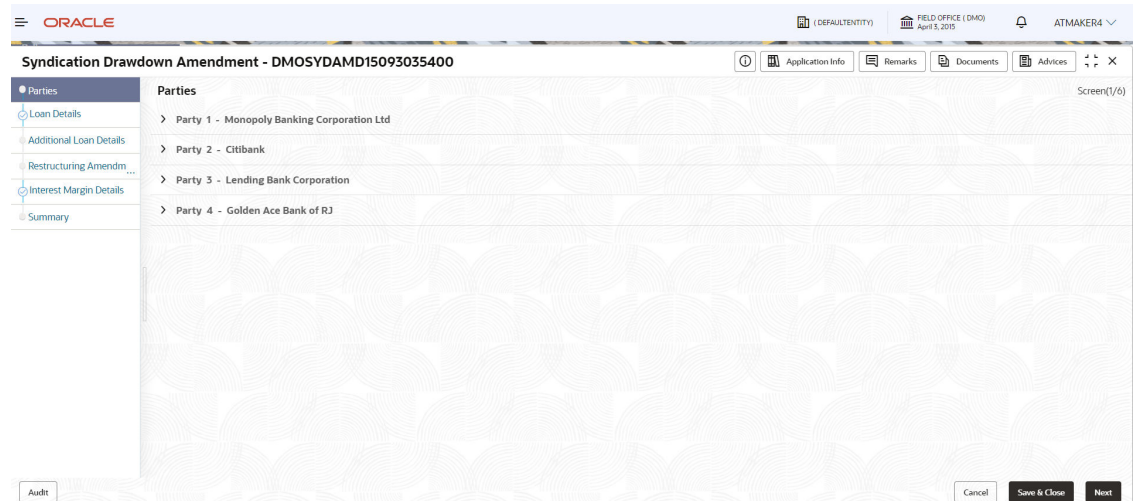 ORACLE
( DEFAULTENTITY)
FIELD OFFICE ( DMO)
April 3, 2015
ATMAKER4
Syndication Drawdown Amendment - DMOSYDAMD15093035400
Application Info
Remarks
Documents
Advices
Parties
Loan Details
Additional Loan Details
Restructuring Amendm ...
Interest Margin Details
Summary
Parties
Screen(1/6)
Party 1 - Monopoly Banking Corporation Ltd
Party 2 - Citibank
Party 3 - Lending Bank Corporation
Party 4 - Golden Ace Bank of RJ
Audit
Cancel
Save & Close
Next